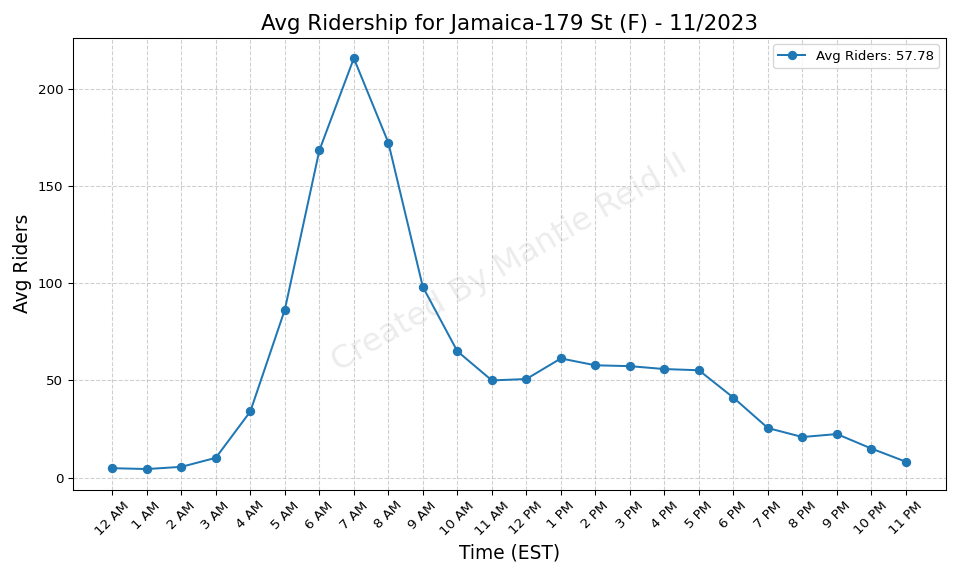 Avg Ridership for Jamaica-179 St (F) - 11/2023
Avg Riders: 57.78
Avg Riders
200
150
100
50
0
Created By Mantie Reid II
12 AM
1 AM
2 AM
3 AM
4 AM
5 AM
6 AM
7 AM
8 AM
9 AM
10 AM
11 AM
12 PM
1 PM
2 PM
3 PM
4 PM
5 PM
6 PM
7 PM
8 PM
9 PM
10 PM
11 PM
Time (EST)